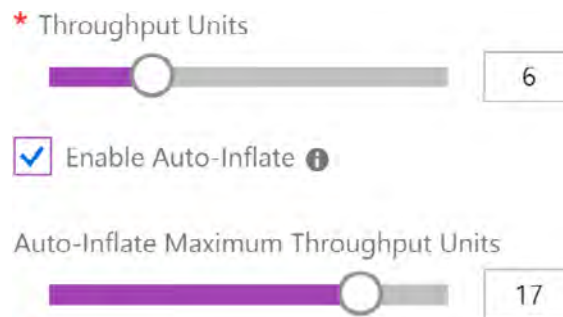 * Throughput Units
6
Enable Auto-Inflate
Auto-Inflate Maximum Throughput Units
17